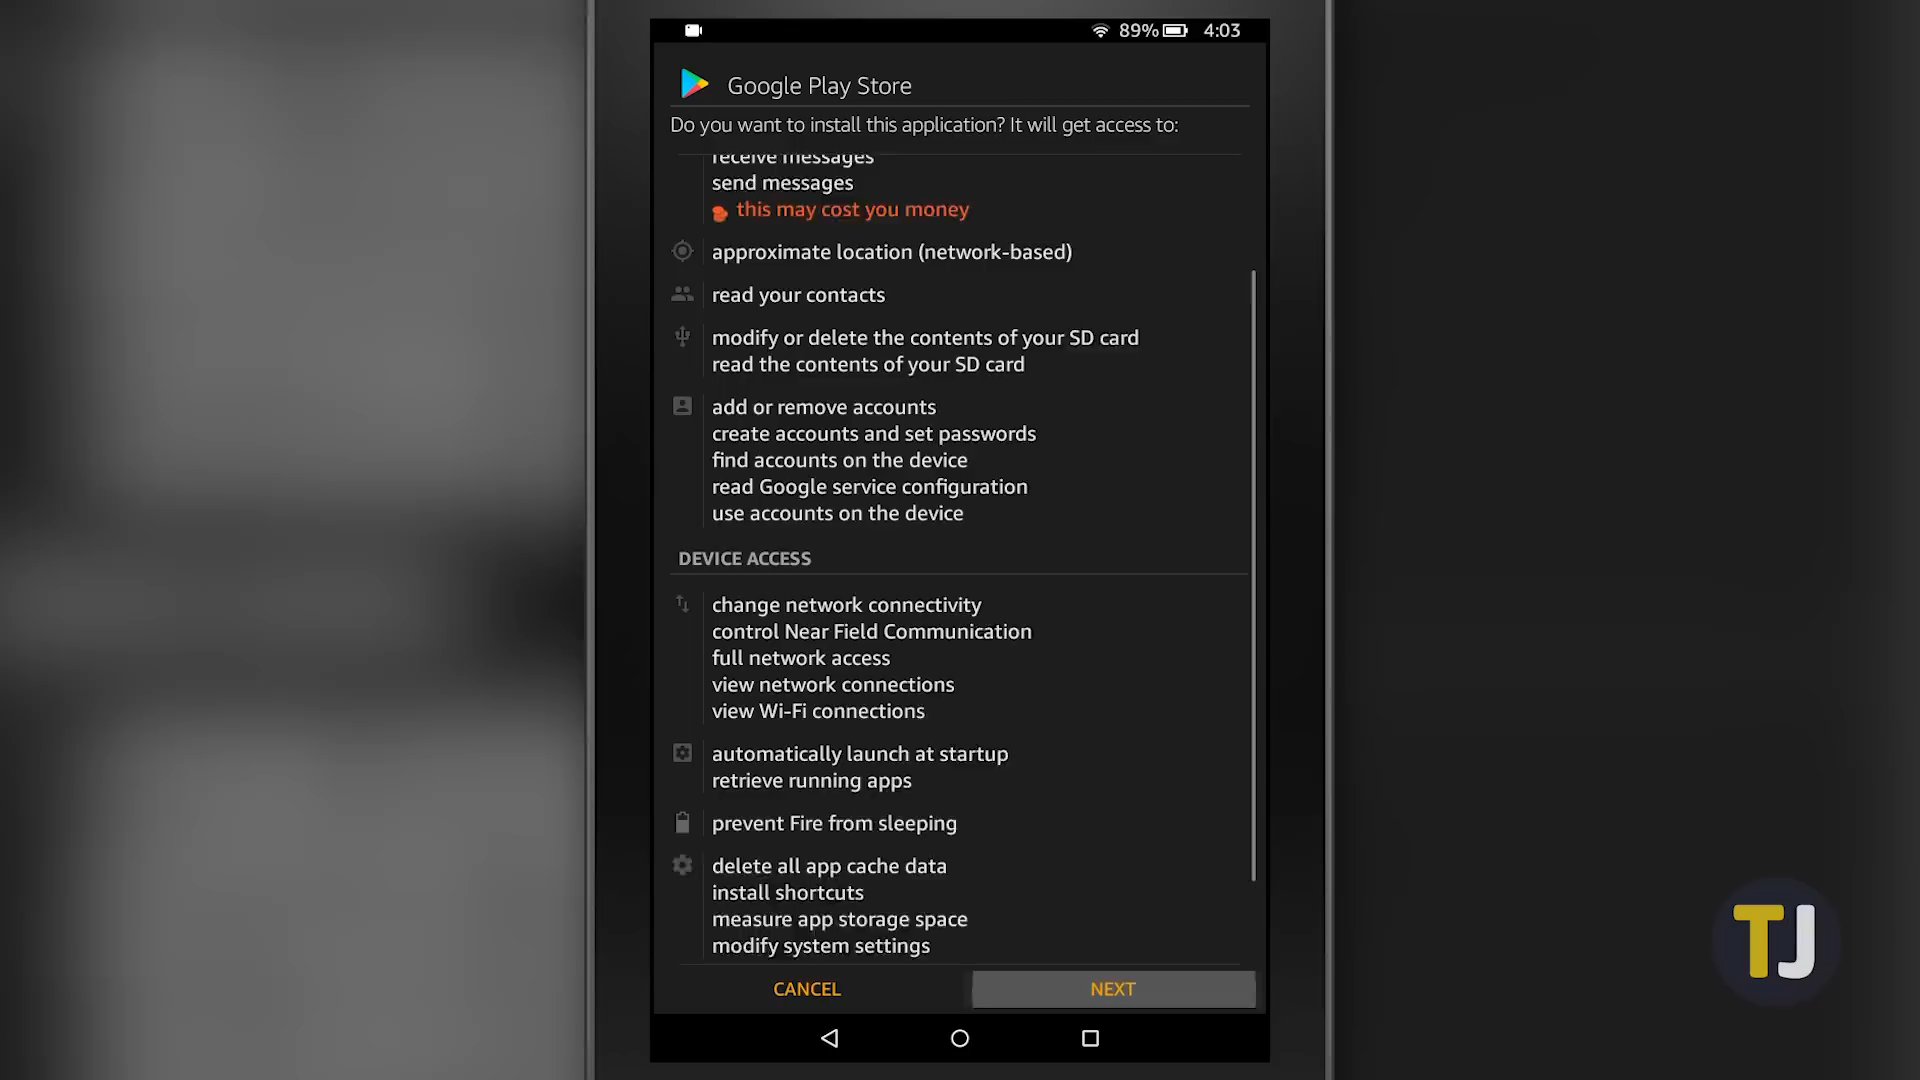 89% 4:03
Google Play Store
Do you want to install this application? It will get access to:
receive messages
send messages
this may cost you money
approximate location (network-based)
read your contacts
modify or delete the contents of your SD card
read the contents of your SD card
add or remove accounts
create accounts and set passwords
find accounts on the device
read Google service configuration
use accounts on the device
DEVICE ACCESS
change network connectivity
control Near Field Communication
full network access
view network connections
view Wi-Fi connections
automatically launch at startup
retrieve running apps
prevent Fire from sleeping
delete all app cache data
install shortcuts
measure app storage space
modify system settings
CANCEL NEXT
TJ